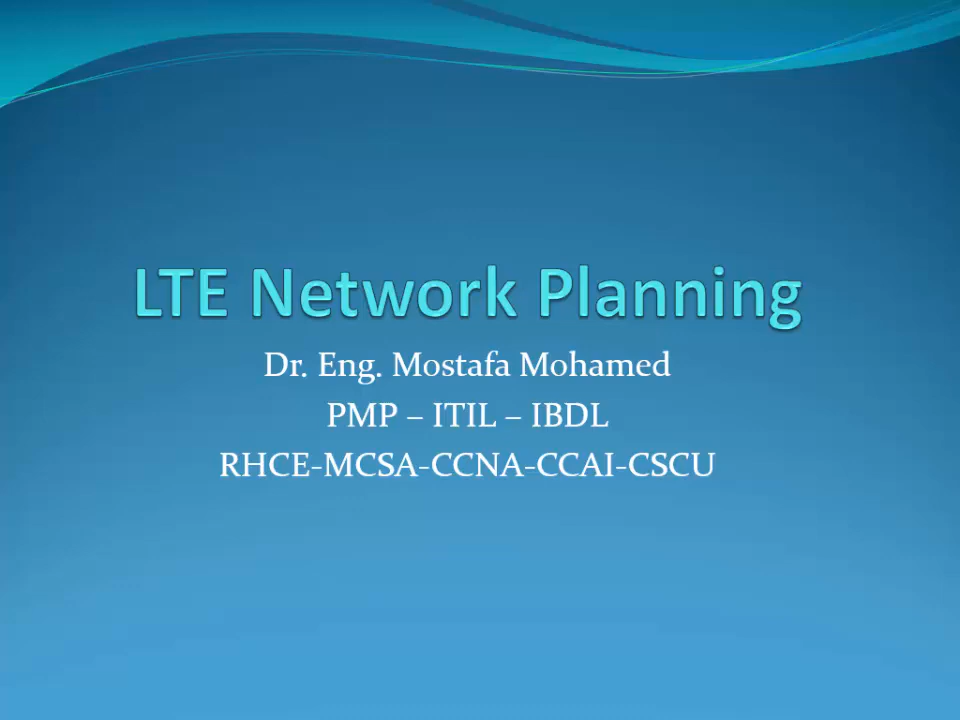 LTE Network Planning
Dr. Eng. Mostafa Mohamed
PMP – ITIL – IBDL
RHCE-MCSA-CCNA-CCAI-CSCU